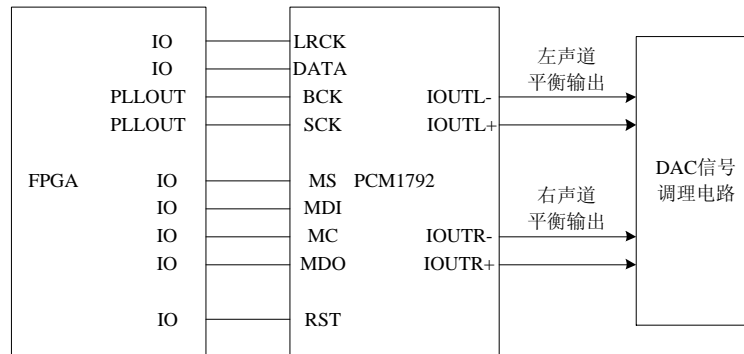 IO LRCK
IO DATA
PLLOUT BCK IOUTL-
PLLOUT SCK IOUTL+
左声道
平衡输出
FPGA IO MS PCM1792
IO MDI
IO MC IOUTR-
IO MDO IOUTR+
右声道
平衡输出
DAC信号
调理电路
IO RST